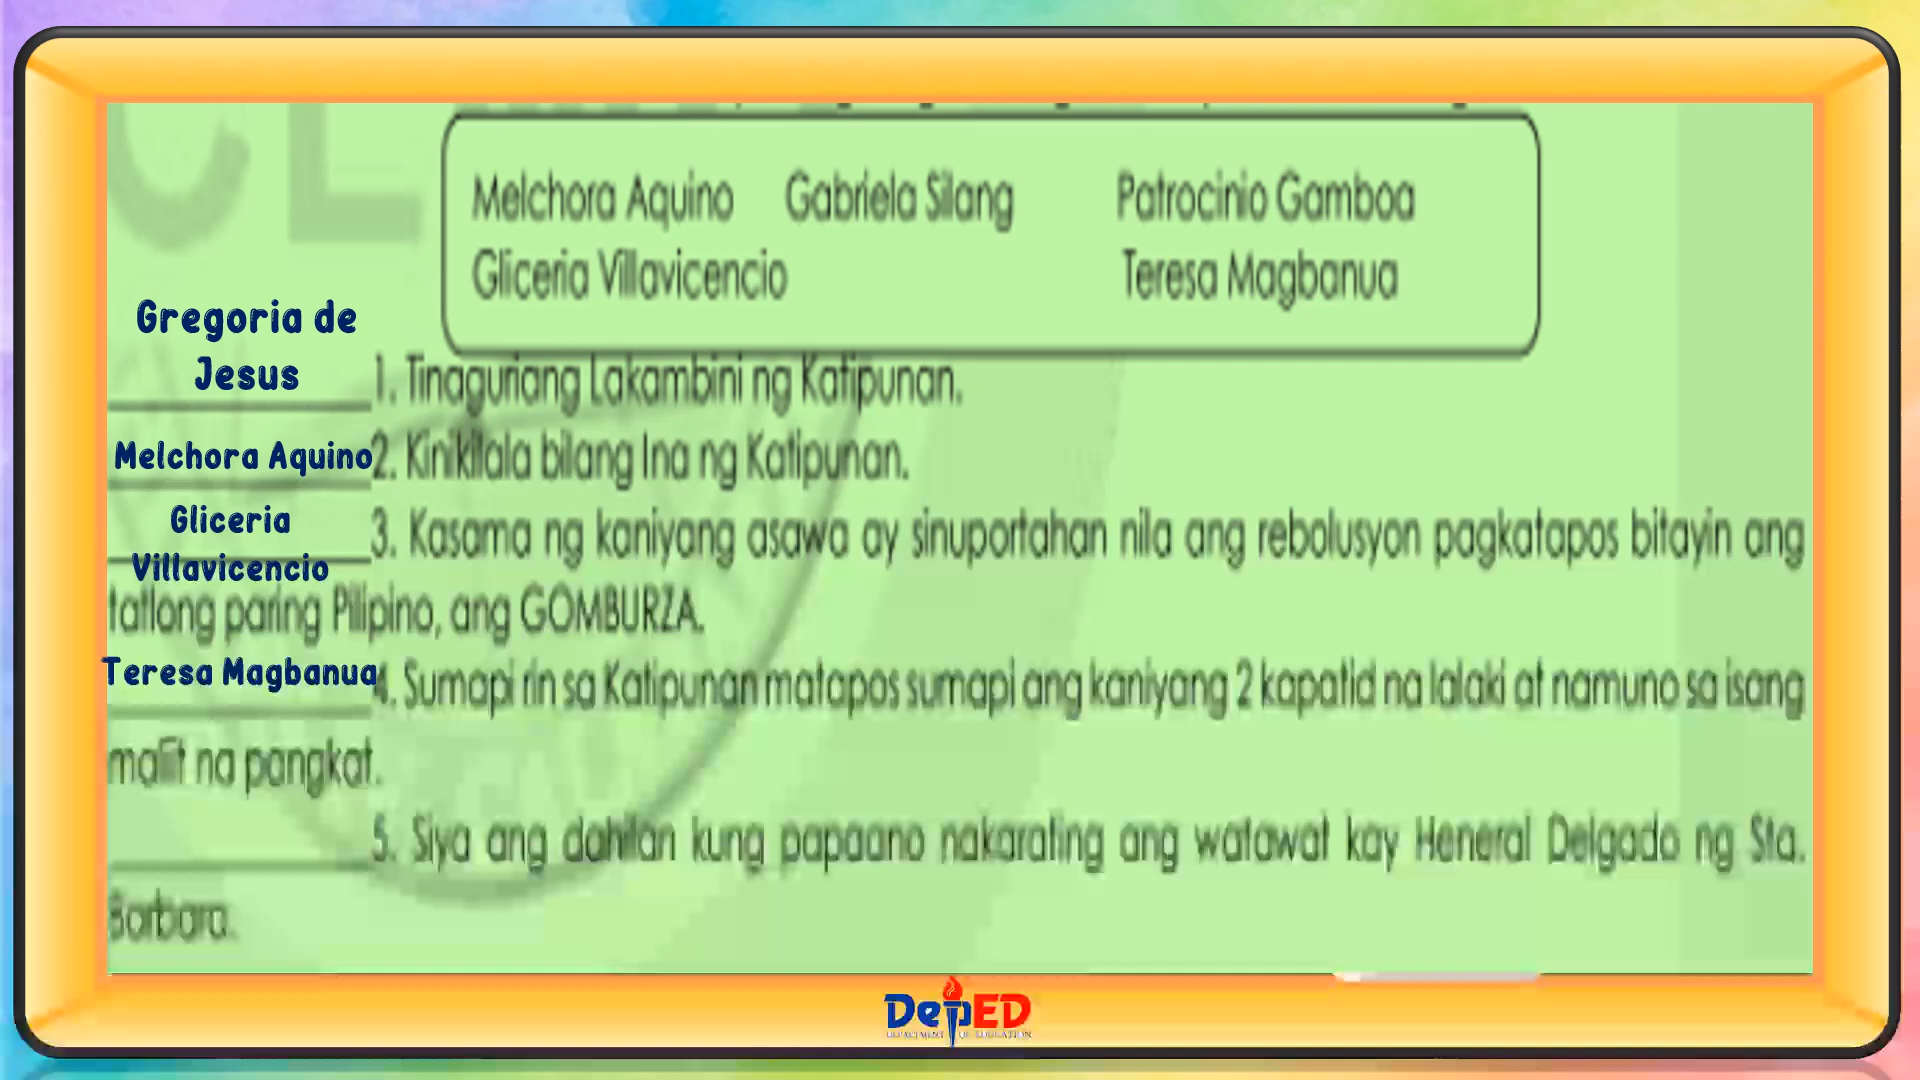 CE
Melchora Aquino Gabriela Silang Patrocinio Gamboa
Gliceria Villavicencio Teresa Magbanua
Gregoria de
Jesus
1. Tinaguriang Lakambini ng Katipunan.
Melchora Aquino 2. Kinikilala bilang Ina ng Katipunan.
Gliceria
Villavicencio
3. Kasama ng kaniyang asawa ay sinuportahan nila ang rebolusyon pagkatapos bitayin ang
tatlong paring Pilipino, ang GOMBURZA.
Teresa Magbanua 4. Sumapi rin sa Katipunan matapos sumapi ang kaniyang 2 kapatid na lalaki at namuno sa isang
maliit na pangkat.
5. Siya ang dahilan kung papaano nakarating ang watawat kay Heneral Delgado ng Sta.
Barbara.
DepED
DEPARTMENT OF EDUCATION